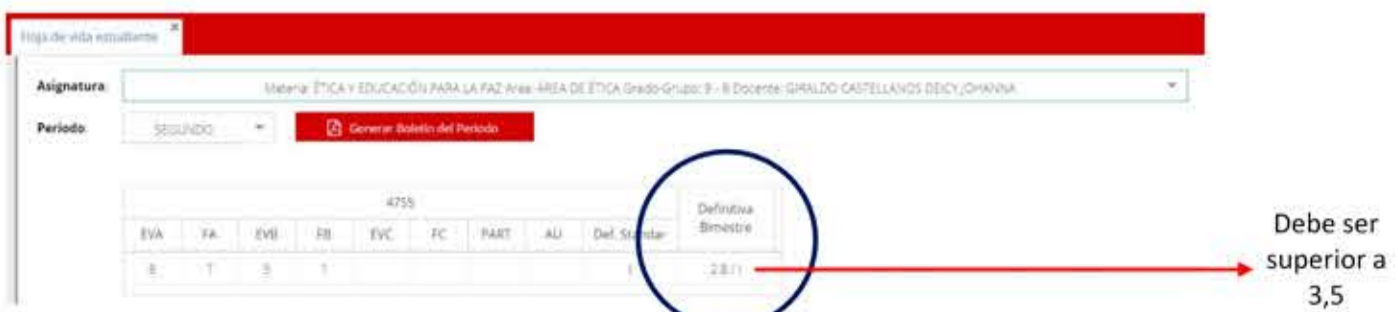 Hoja de vida estudiante
Asignatura: Materia: ÉTICA Y EDUCACIÓN PARA LA PAZ Area: ÁREA DE ÉTICA Grado-Grupo: 9 - B Docente: GIRALDO CASTELLANOS DEICY JOHANNA
Periodo: SEGUNDO Generar Boletín del Periodo
4755
Definitiva
Bimestre
EVA FA EVB FB EVC FC PART AU Def. Standar
2.8 / I
Debe ser
superior a
3,5